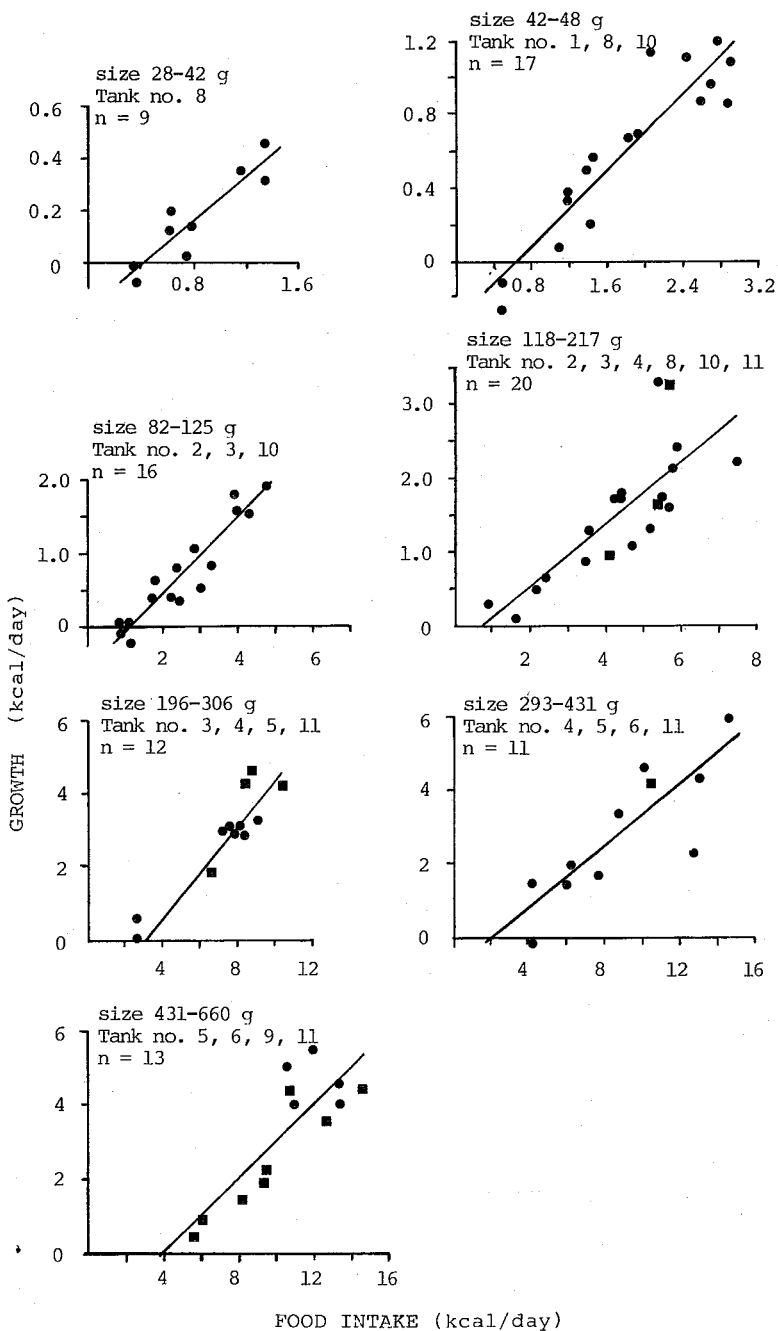 size 28-42 g
Tank no. 8
n = 9
0.6
0.4
0.2
0
0.8
1.6
size 42-48 g
Tank no. 1, 8, 10
n = 17
1.2
0.8
0.4
0
0.8
1.6
2.4
3.2
size 82-125 g
Tank no. 2, 3, 10
n = 16
2.0
1.0
0
2
4
6
size 118-217 g
Tank no. 2, 3, 4, 8, 10, 11
n = 20
3.0
2.0
1.0
0
2
4
6
8
size 196-306 g
Tank no. 3, 4, 5, 11
n = 12
6
4
2
0
4
8
12
size 293-431 g
Tank no. 4, 5, 6, 11
n = 11
6
4
2
0
4
8
12
16
size 431-660 g
Tank no. 5, 6, 9, 11
n = 13
6
4
2
0
4
8
12
16
GROWTH (kcal/day)
FOOD INTAKE (kcal/day)